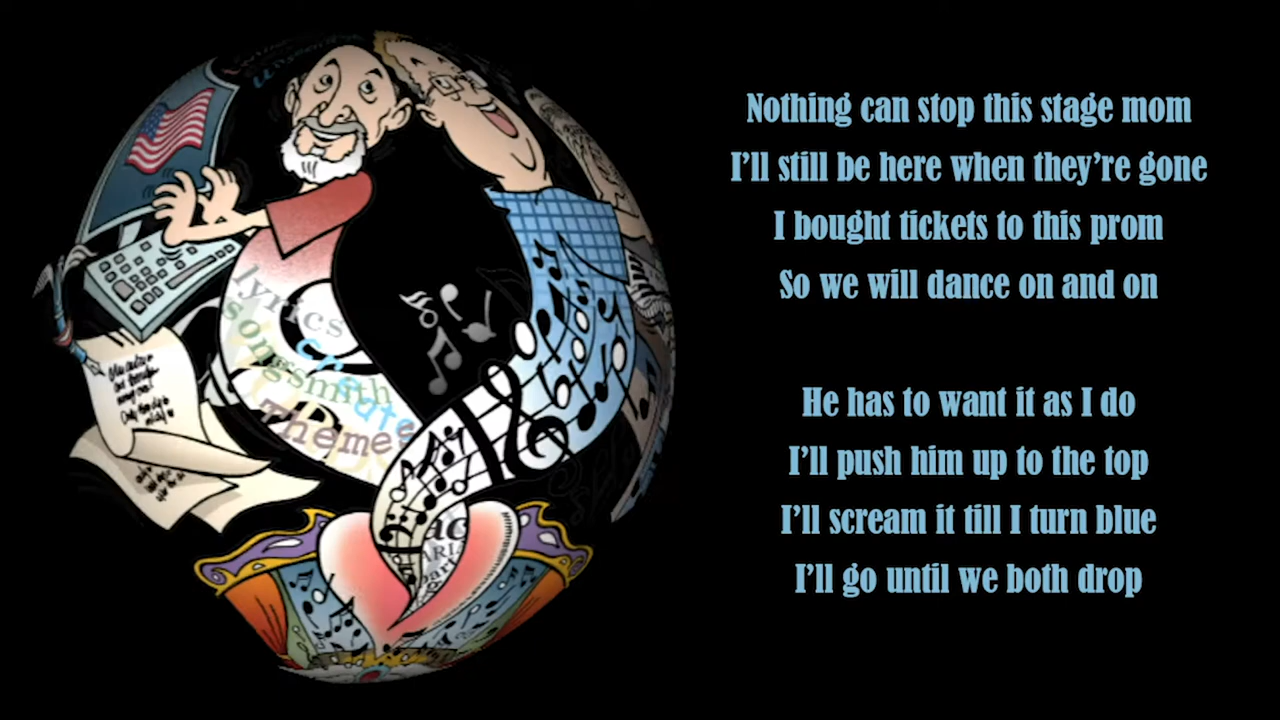 Nothing can stop this stage mom
I'll still be here when they're gone
I bought tickets to this prom
So we will dance on and on
He has to want it as I do
I'll push him up to the top
I'll scream it till I turn blue
I'll go until we both drop
lyrics
songsmith
Themes